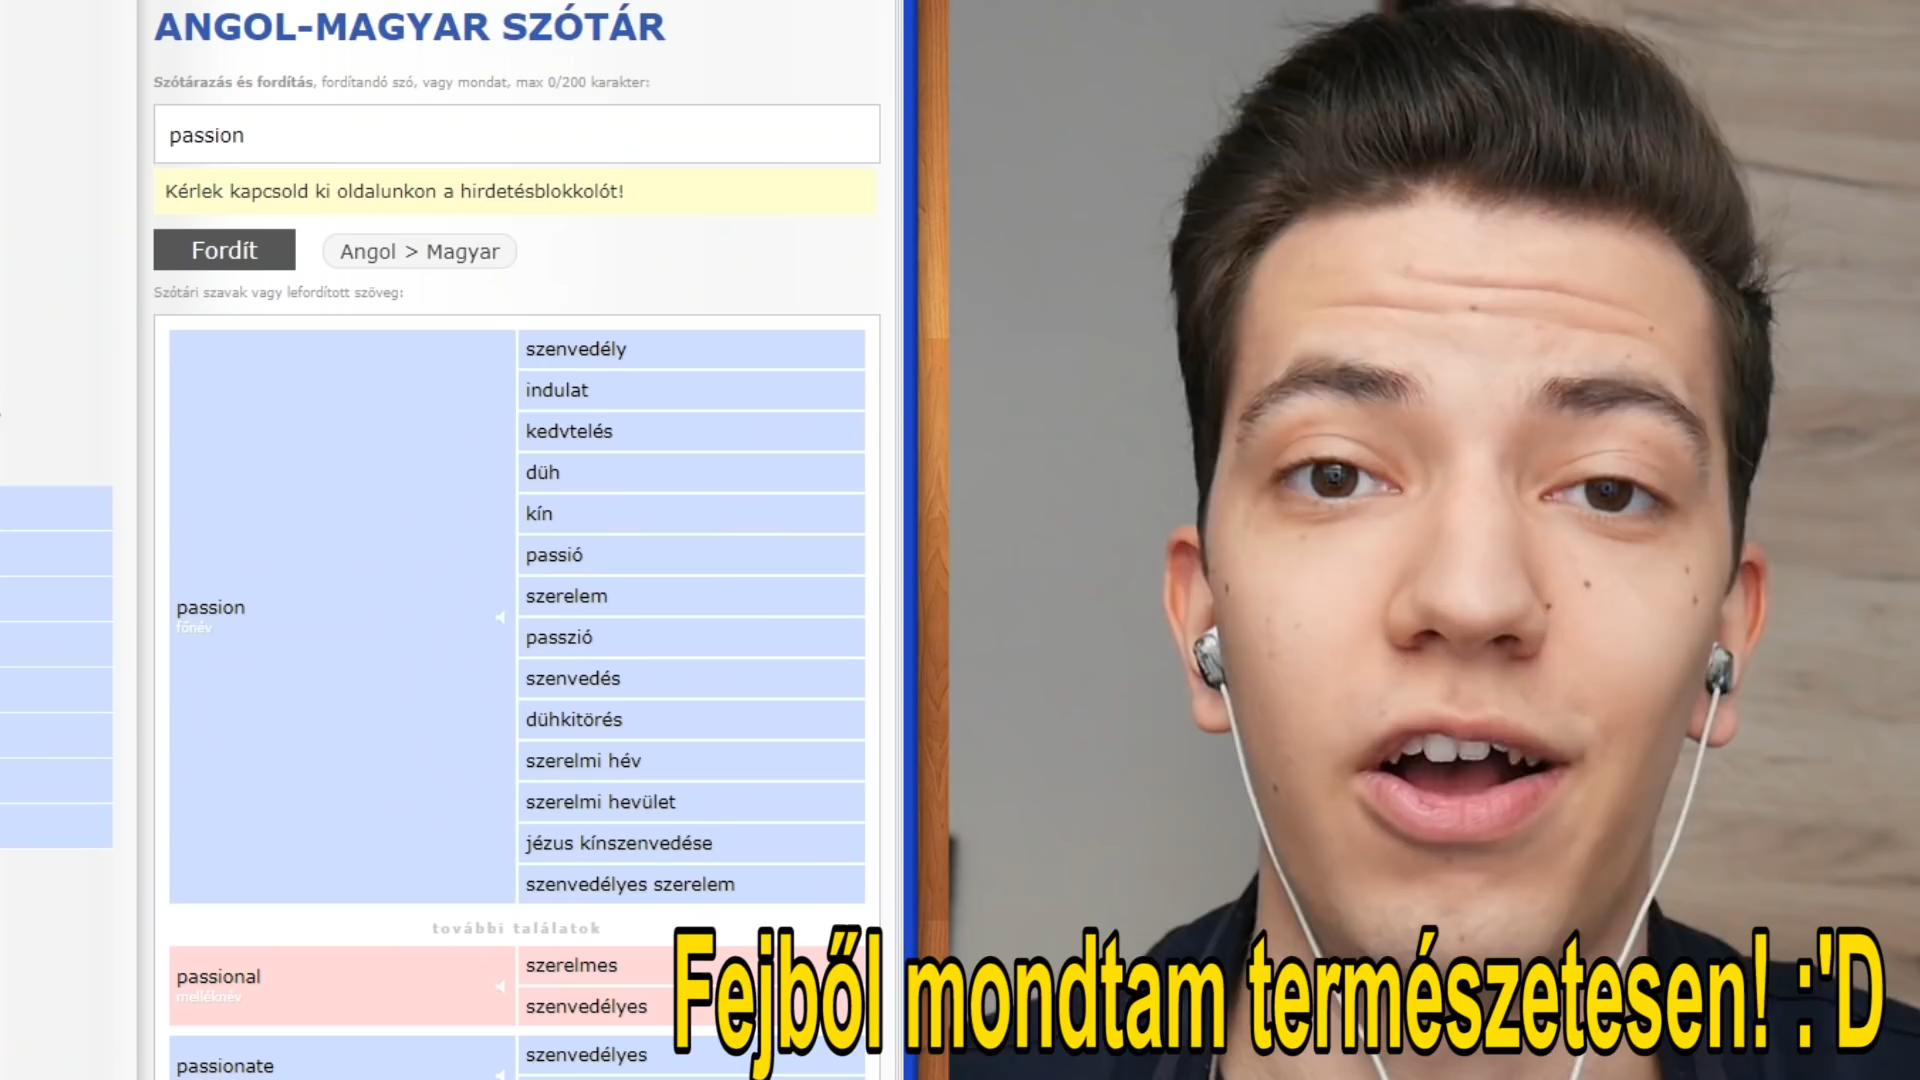 ANGOL-MAGYAR SZÓTÁR
Szótárazás és fordítás, fordítandó szó, vagy mondat, max 0/200 karakter:
passion
Kérlek kapcsold ki oldalunkon a hirdetésblokkolót!
Fordít
Angol > Magyar
Szótári szavak vagy lefordított szöveg:
passion
főnév
szenvedély
indulat
kedvtelés
düh
kín
passió
szerelem
passzió
szenvedés
dühkitörés
szerelmi hév
szerelmi hevület
jézus kínszenvedése
szenvedélyes szerelem
további találatok
passional
melléknév
szerelmes
szenvedélyes
passionate
szenvedélyes
Fejből mondtam természetesen! :'D